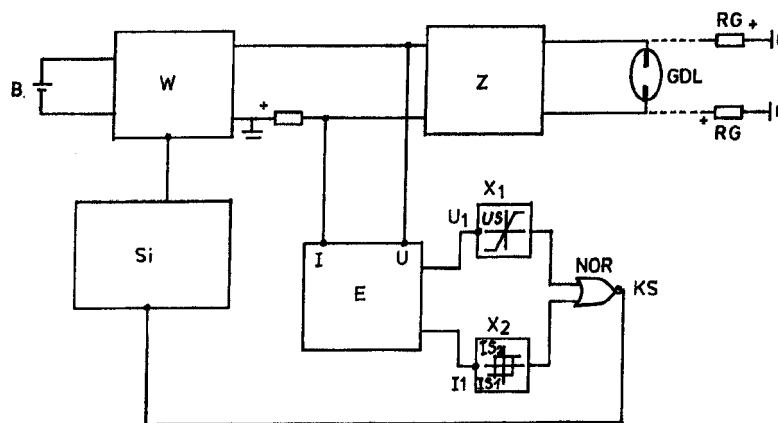 RG +
B.
W
Z
GDL
+
+
RG
X1
U1
US
Si
I
U
E
NOR
KS
X2
IS2
I1
IS1